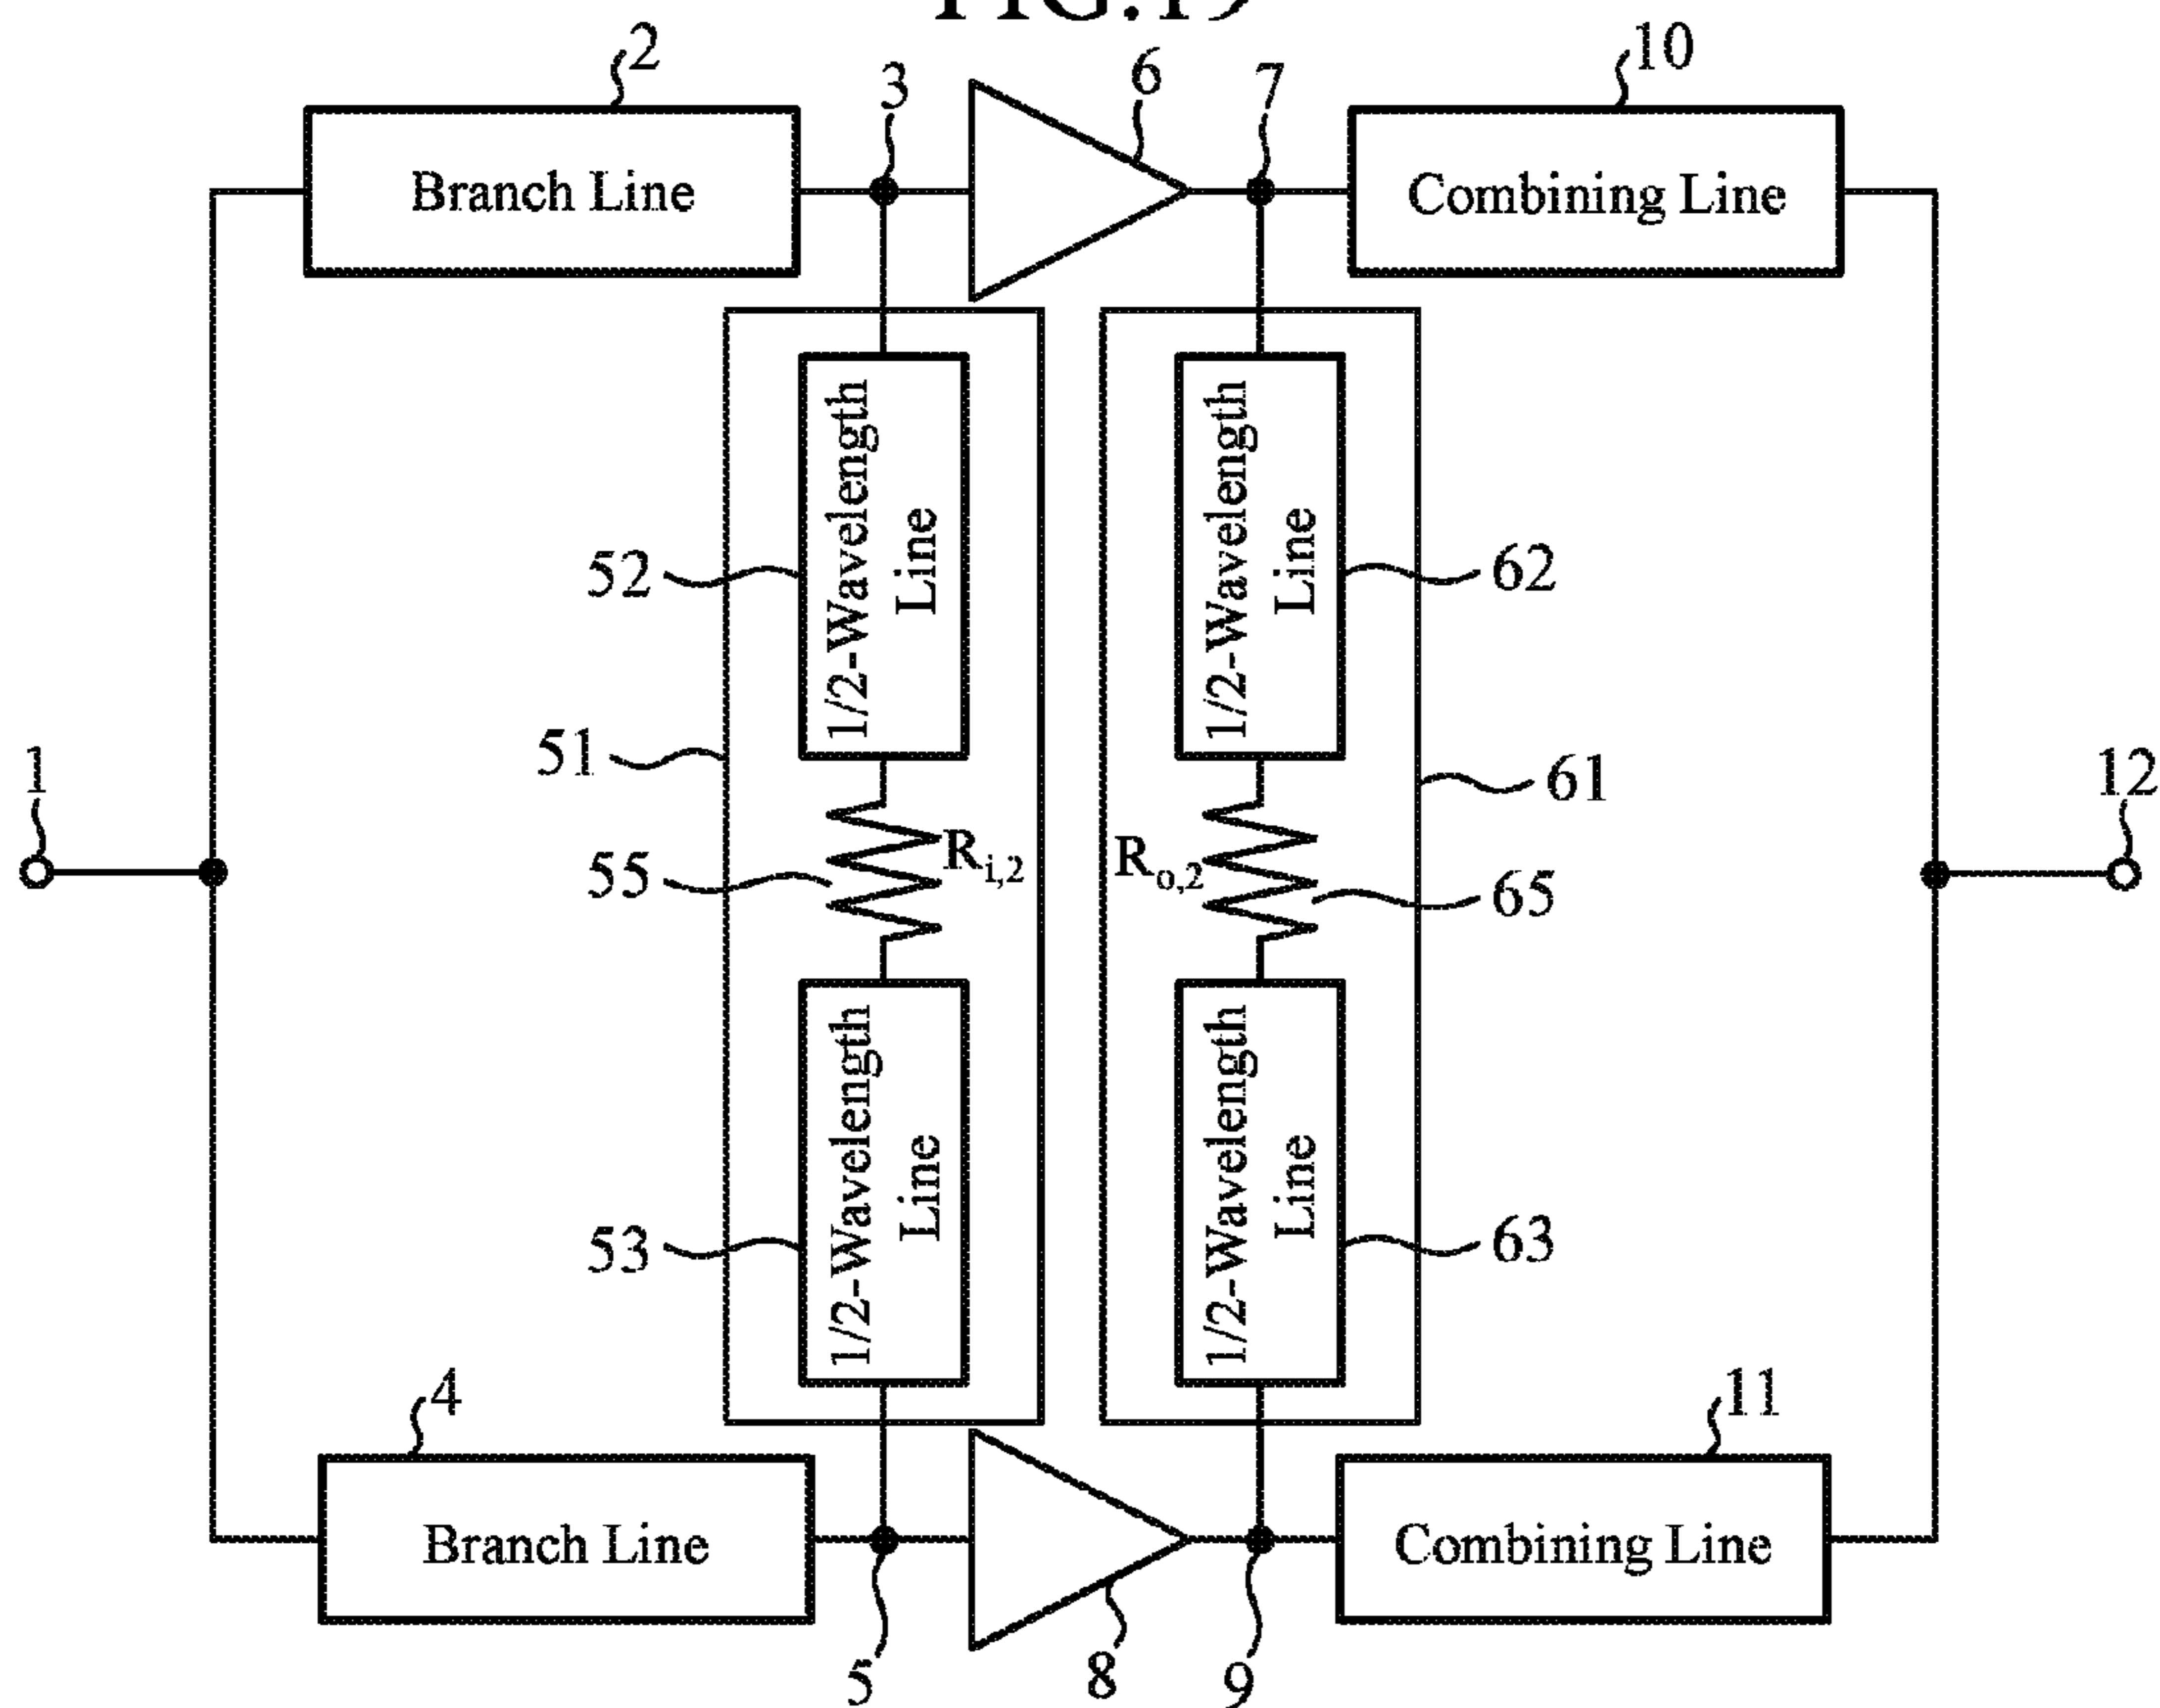 FIG.19
2
3
6
7
10
Branch Line
Combining Line
52
1/2-Wavelength
Line
1/2-Wavelength
Line
62
51
61
1
12
55
Ri,2
Ro,2
65
53
1/2-Wavelength
Line
1/2-Wavelength
Line
63
4
11
Branch Line
Combining Line
5
8
9